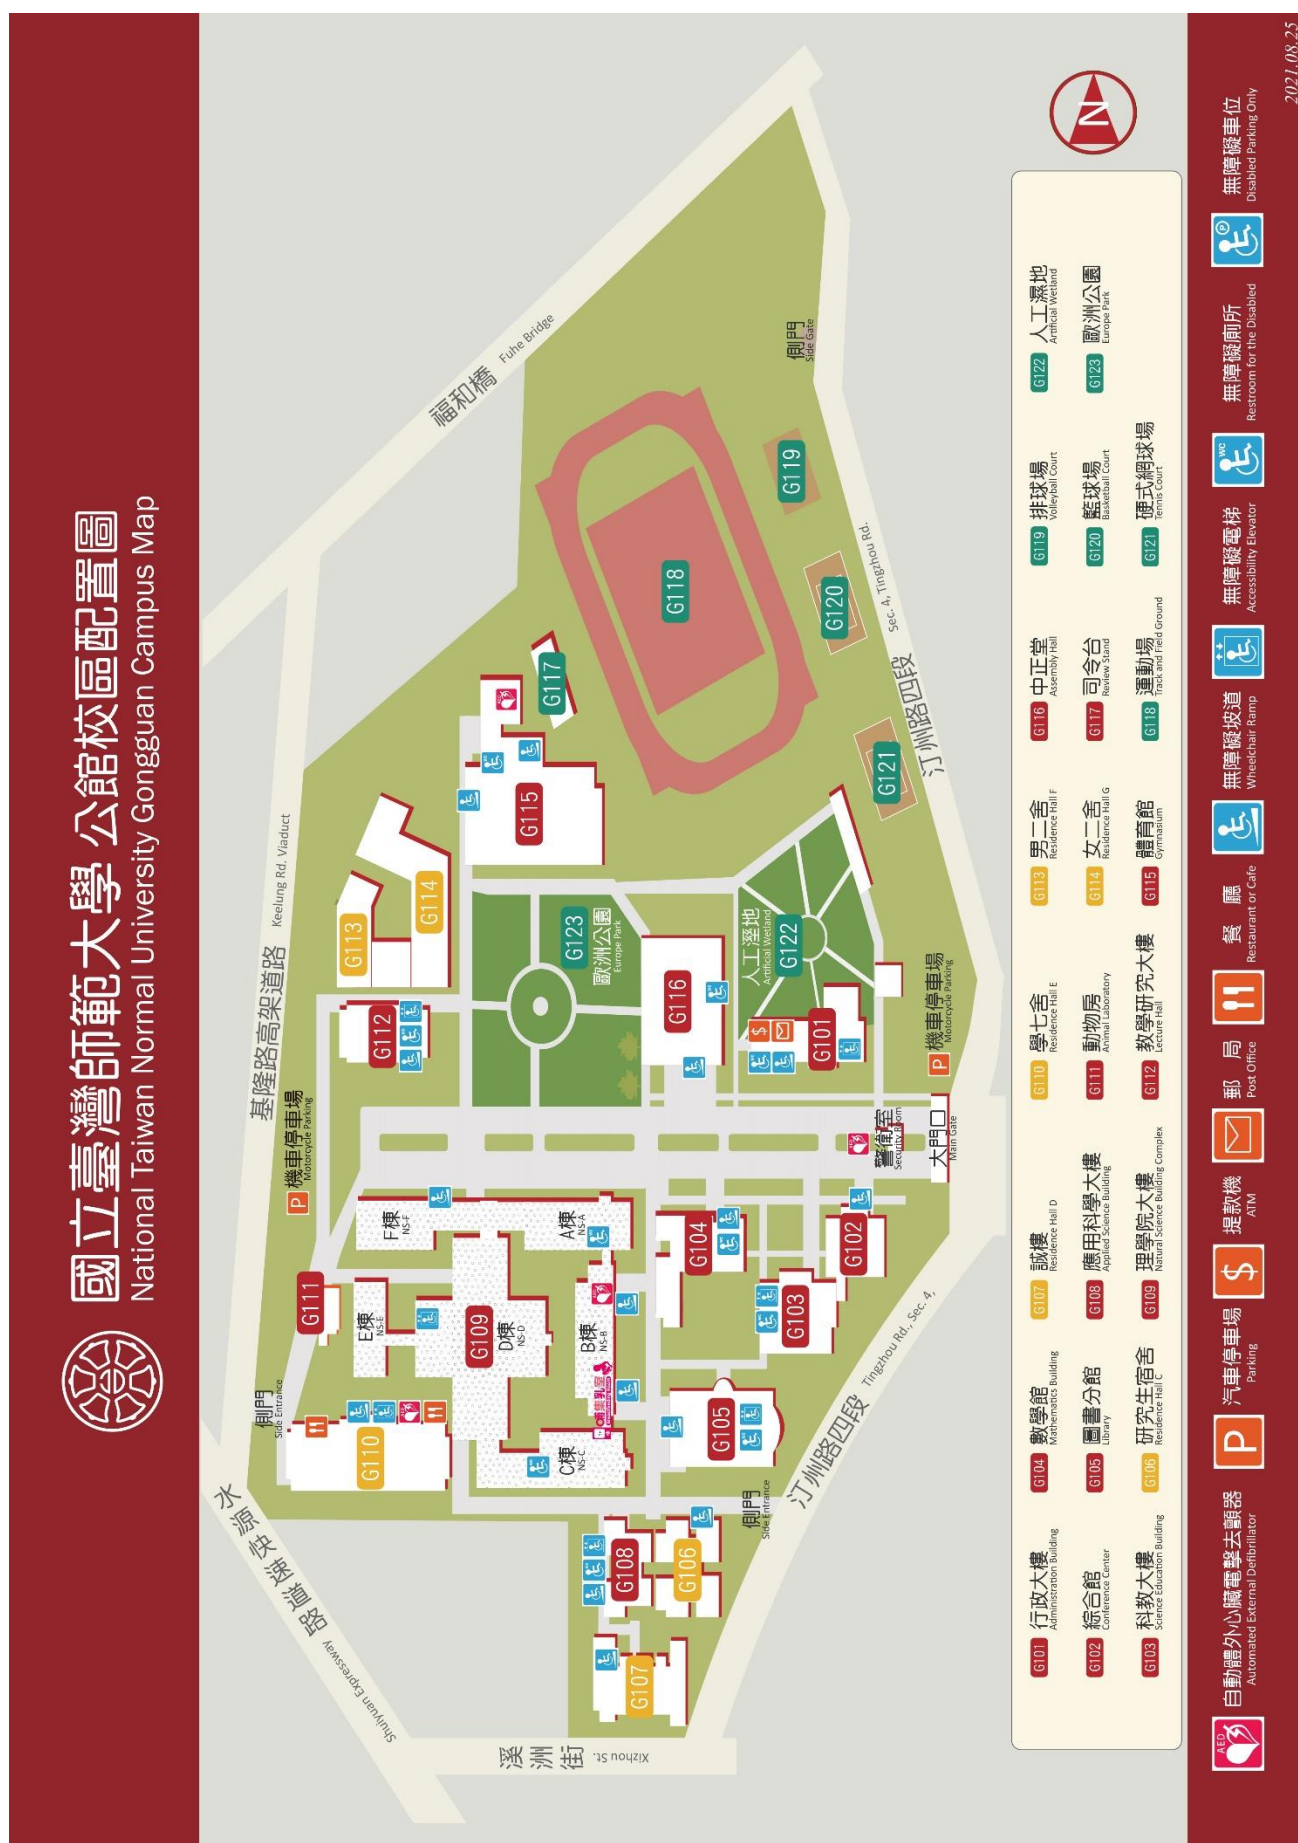 國立臺灣師範大學公館校區配置圖
National Taiwan Normal University Gongguan Campus Map
水源快速道路
Shuiyuan Expressway
基隆路高架道路 Keelung Rd. Viaduct
福和橋 Fuhe Bridge
溪洲街
Xizhou St.
汀州路四段 Tingzhou Rd., Sec. 4,
汀州路四段 Sec. 4, Tingzhou Rd.
側門
Side Entrance
P 機車停車場
Motorcycle Parking
G110
G111
E棟
NS-E
F棟
NS-F
G109
D棟
NS-D
A棟
NS-A
B棟
NS-B
哺集乳室
C棟
NS-C
G112
G113
G114
G115
G117
G118
G123
歐洲公園
Europe Park
G116
人工溼地
Artificial Wetland
G122
$
G101
G107
G108
G106
G105
G104
G103
G102
側門
Side Entrance
警衛室
Security Room
大門口
Main Gate
P 機車停車場
Motorcycle Parking
G121
G120
G119
側門
Side Gate
N
G101 行政大樓
Administration Building
G102 綜合館
Conference Center
G103 科教大樓
Science Education Building
G104 數學館
Mathematics Building
G105 圖書分館
Library
G106 研究生宿舍
Residence Hall C
G107 誠樓
Residence Hall D
G108 應用科學大樓
Applied Science Building
G109 理學院大樓
Natural Science Building Complex
G110 學七舍
Residence Hall E
G111 動物房
Animal Laboratory
G112 教學研究大樓
Lecture Hall
G113 男二舍
Residence Hall F
G114 女二舍
Residence Hall G
G115 體育館
Gymnasium
G116 中正堂
Assembly Hall
G117 司令台
Review Stand
G118 運動場
Track and Field Ground
G119 排球場
Volleyball Court
G120 籃球場
Basketball Court
G121 硬式網球場
Tennis Court
G122 人工濕地
Artificial Wetland
G123 歐洲公園
Europe Park
AED 自動體外心臟電擊去顫器
Automated External Defibrillator
P 汽車停車場
Parking
$ 提款機
ATM
郵局
Post Office
餐廳
Restaurant or Cafe
無障礙坡道
Wheelchair Ramp
無障礙電梯
Accessibility Elevator
WC 無障礙廁所
Restroom for the Disabled
P 無障礙車位
Disabled Parking Only
2021.08.25